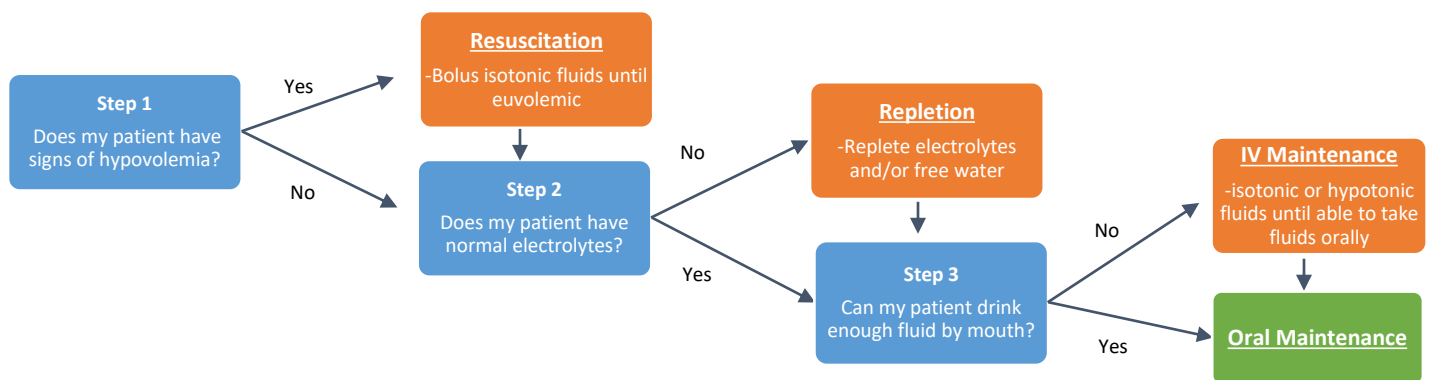 Step 1
Does my patient have
signs of hypovolemia?
Yes
No
Resuscitation
-Bolus isotonic fluids until
euvolemic
Step 2
Does my patient have
normal electrolytes?
No
Yes
Repletion
-Replete electrolytes
and/or free water
Step 3
Can my patient drink
enough fluid by mouth?
No
Yes
IV Maintenance
-isotonic or hypotonic
fluids until able to take
fluids orally
Oral Maintenance